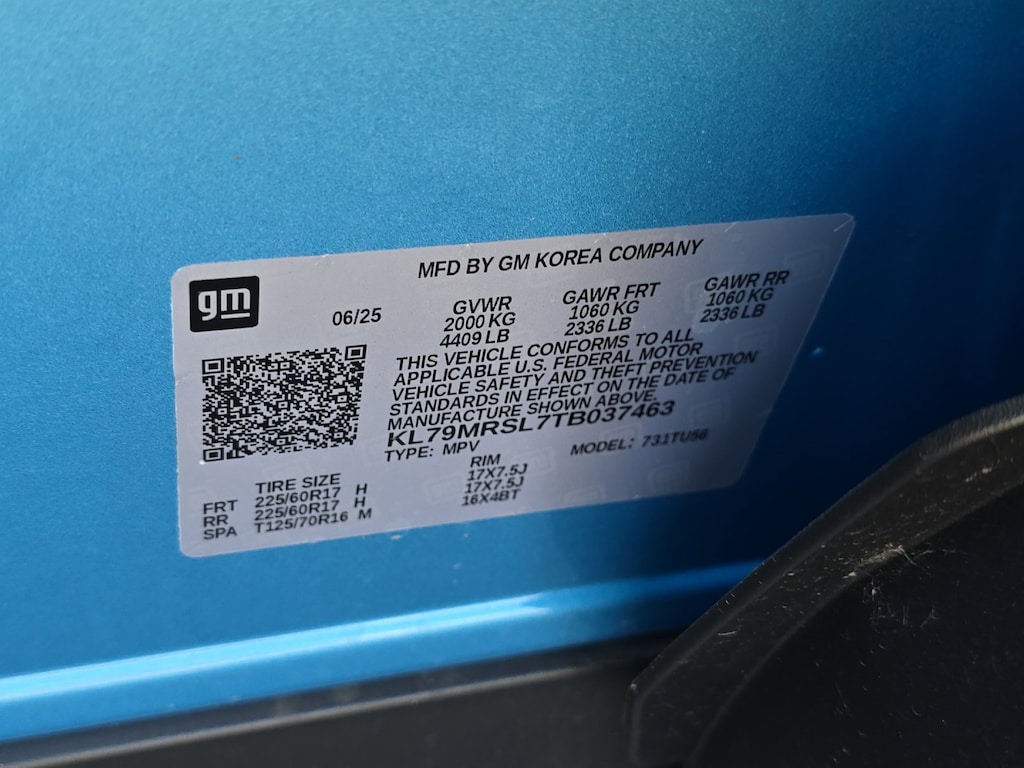 gm
MFD BY GM KOREA COMPANY
06/25
GVWR
2000 KG
4409 LB
GAWR FRT
1060 KG
2336 LB
GAWR RR
1060 KG
2336 LB
THIS VEHICLE CONFORMS TO ALL
APPLICABLE U.S. FEDERAL MOTOR
VEHICLE SAFETY AND THEFT PREVENTION
STANDARDS IN EFFECT ON THE DATE OF
MANUFACTURE SHOWN ABOVE.
KL79MRSL7TB037463
TYPE: MPV MODEL: 731TU56
TIRE SIZE RIM
FRT 225/60R17 H 17X7.5J
RR 225/60R17 H 17X7.5J
SPA T125/70R16 M 16X4BT